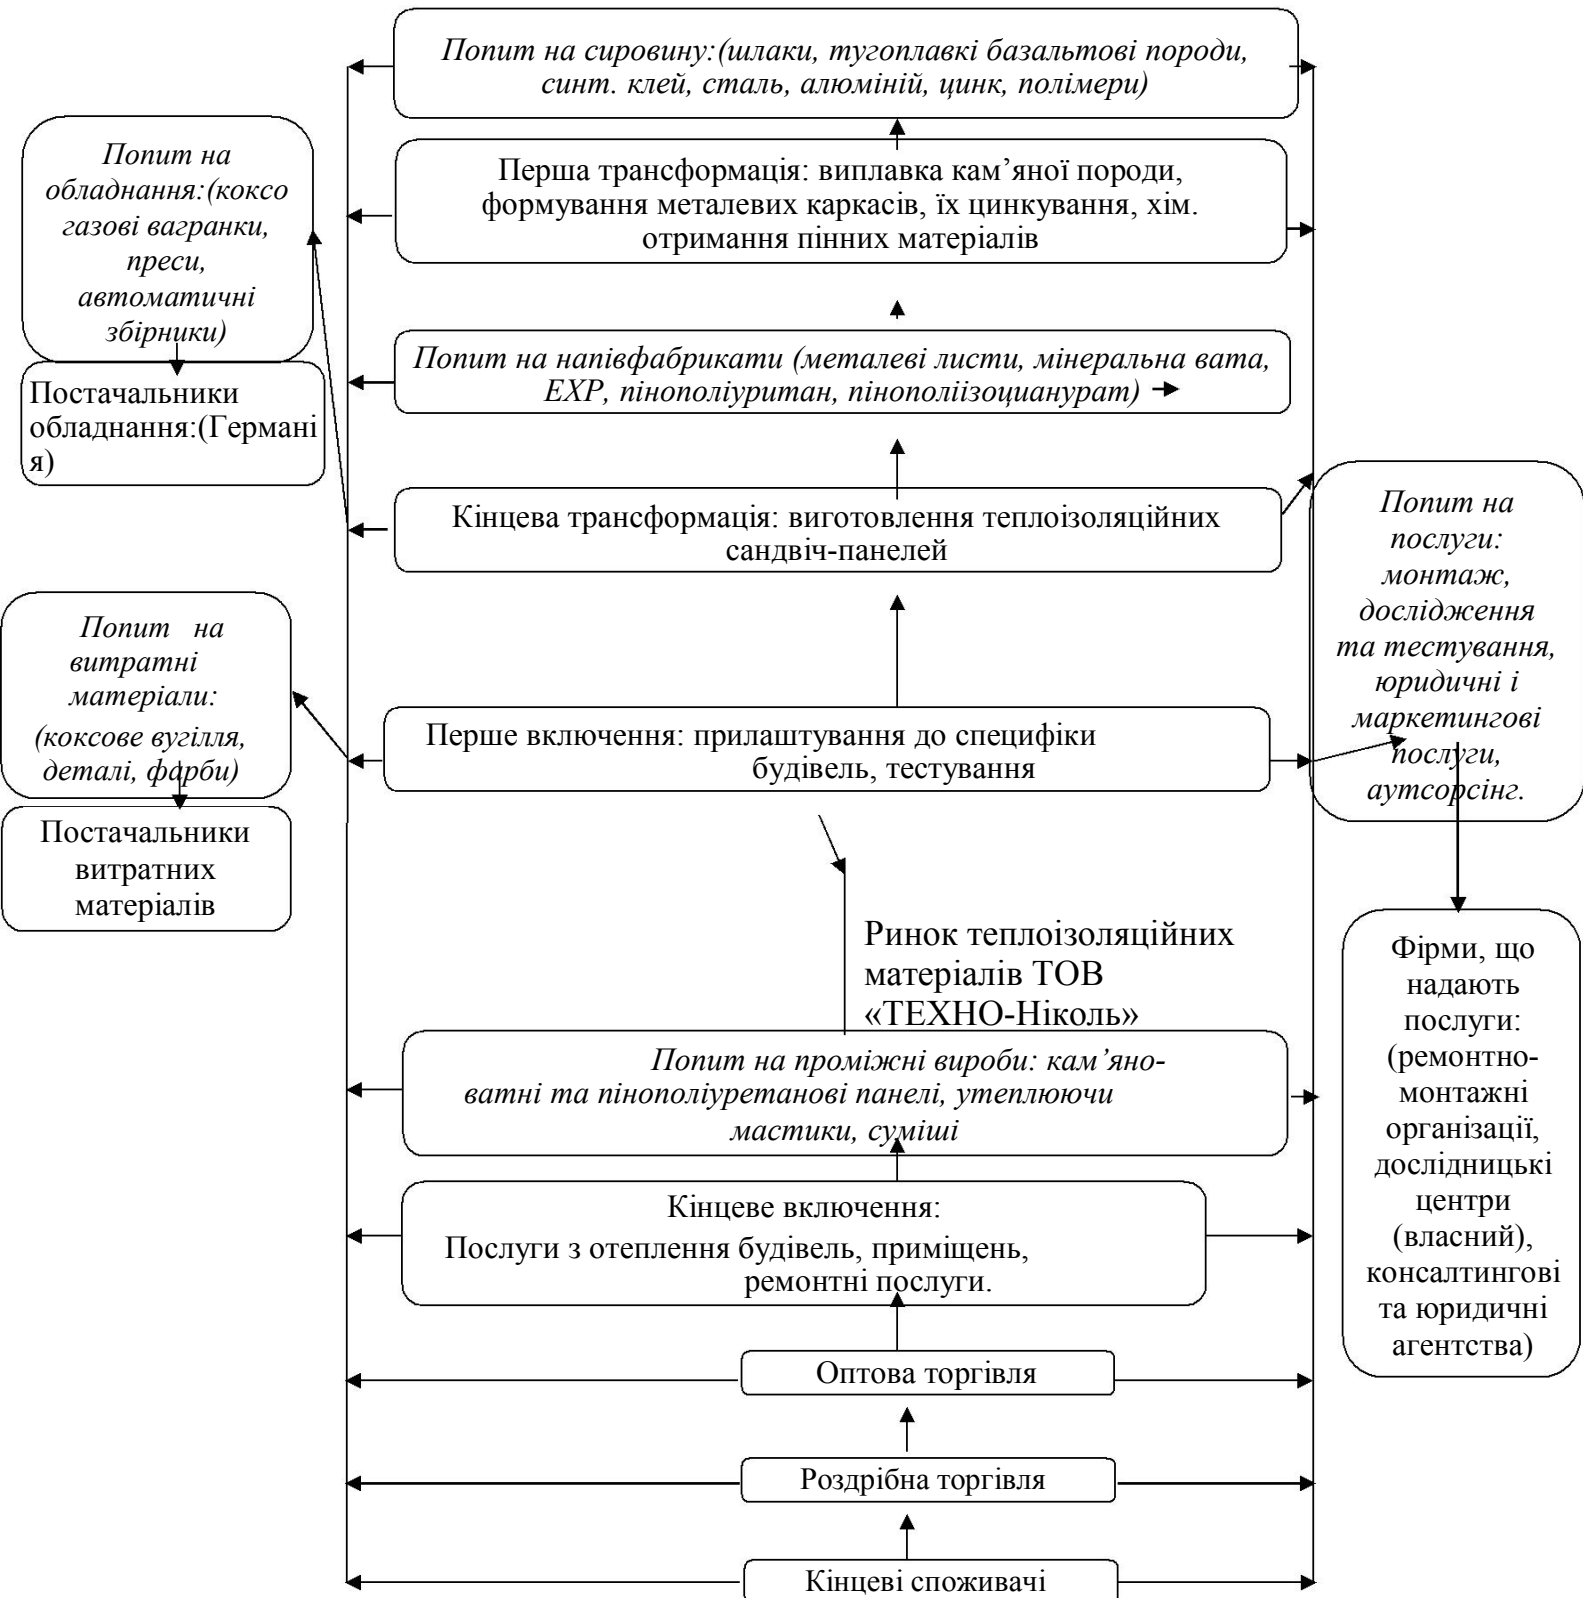 Попит на сировину:(шлаки, тугоплавкі базальтові породи,
синт. клей, сталь, алюміній, цинк, полімери)
Попит на
обладнання:(коксо
газові вагранки,
преси,
автоматичні
збірники)
Перша трансформація: виплавка кам’яної породи,
формування металевих каркасів, їх цинкування, хім.
отримання пінних матеріалів
Попит на напівфабрикати (металеві листи, мінеральна вата,
ЕХР, пінополіуритан, пінополіізоцианурат)
Постачальники
обладнання:(Германі
я)
Кінцева трансформація: виготовлення теплоізоляційних
сандвіч-панелей
Попит на
послуги:
монтаж,
дослідження
та тестування,
юридичні і
маркетингові
послуги,
аутсорсінг.
Попит на
витратні
матеріали:
(коксове вугілля,
деталі, фарби)
Перше включення: прилаштування до специфіки
будівель, тестування
Постачальники
витратних
матеріалів
Ринок теплоізоляційних
матеріалів ТОВ
«ТЕХНО-Ніколь»
Фірми, що
надають
послуги:
(ремонтно-
монтажні
організації,
дослідницькі
центри
(власний),
консалтингові
та юридичні
агентства)
Попит на проміжні вироби: кам’яно-
ватні та пінополіуретанові панелі, утеплюючи
мастики, суміші
Кінцеве включення:
Послуги з отеплення будівель, приміщень,
ремонтні послуги.
Оптова торгівля
Роздрібна торгівля
Кінцеві споживачі